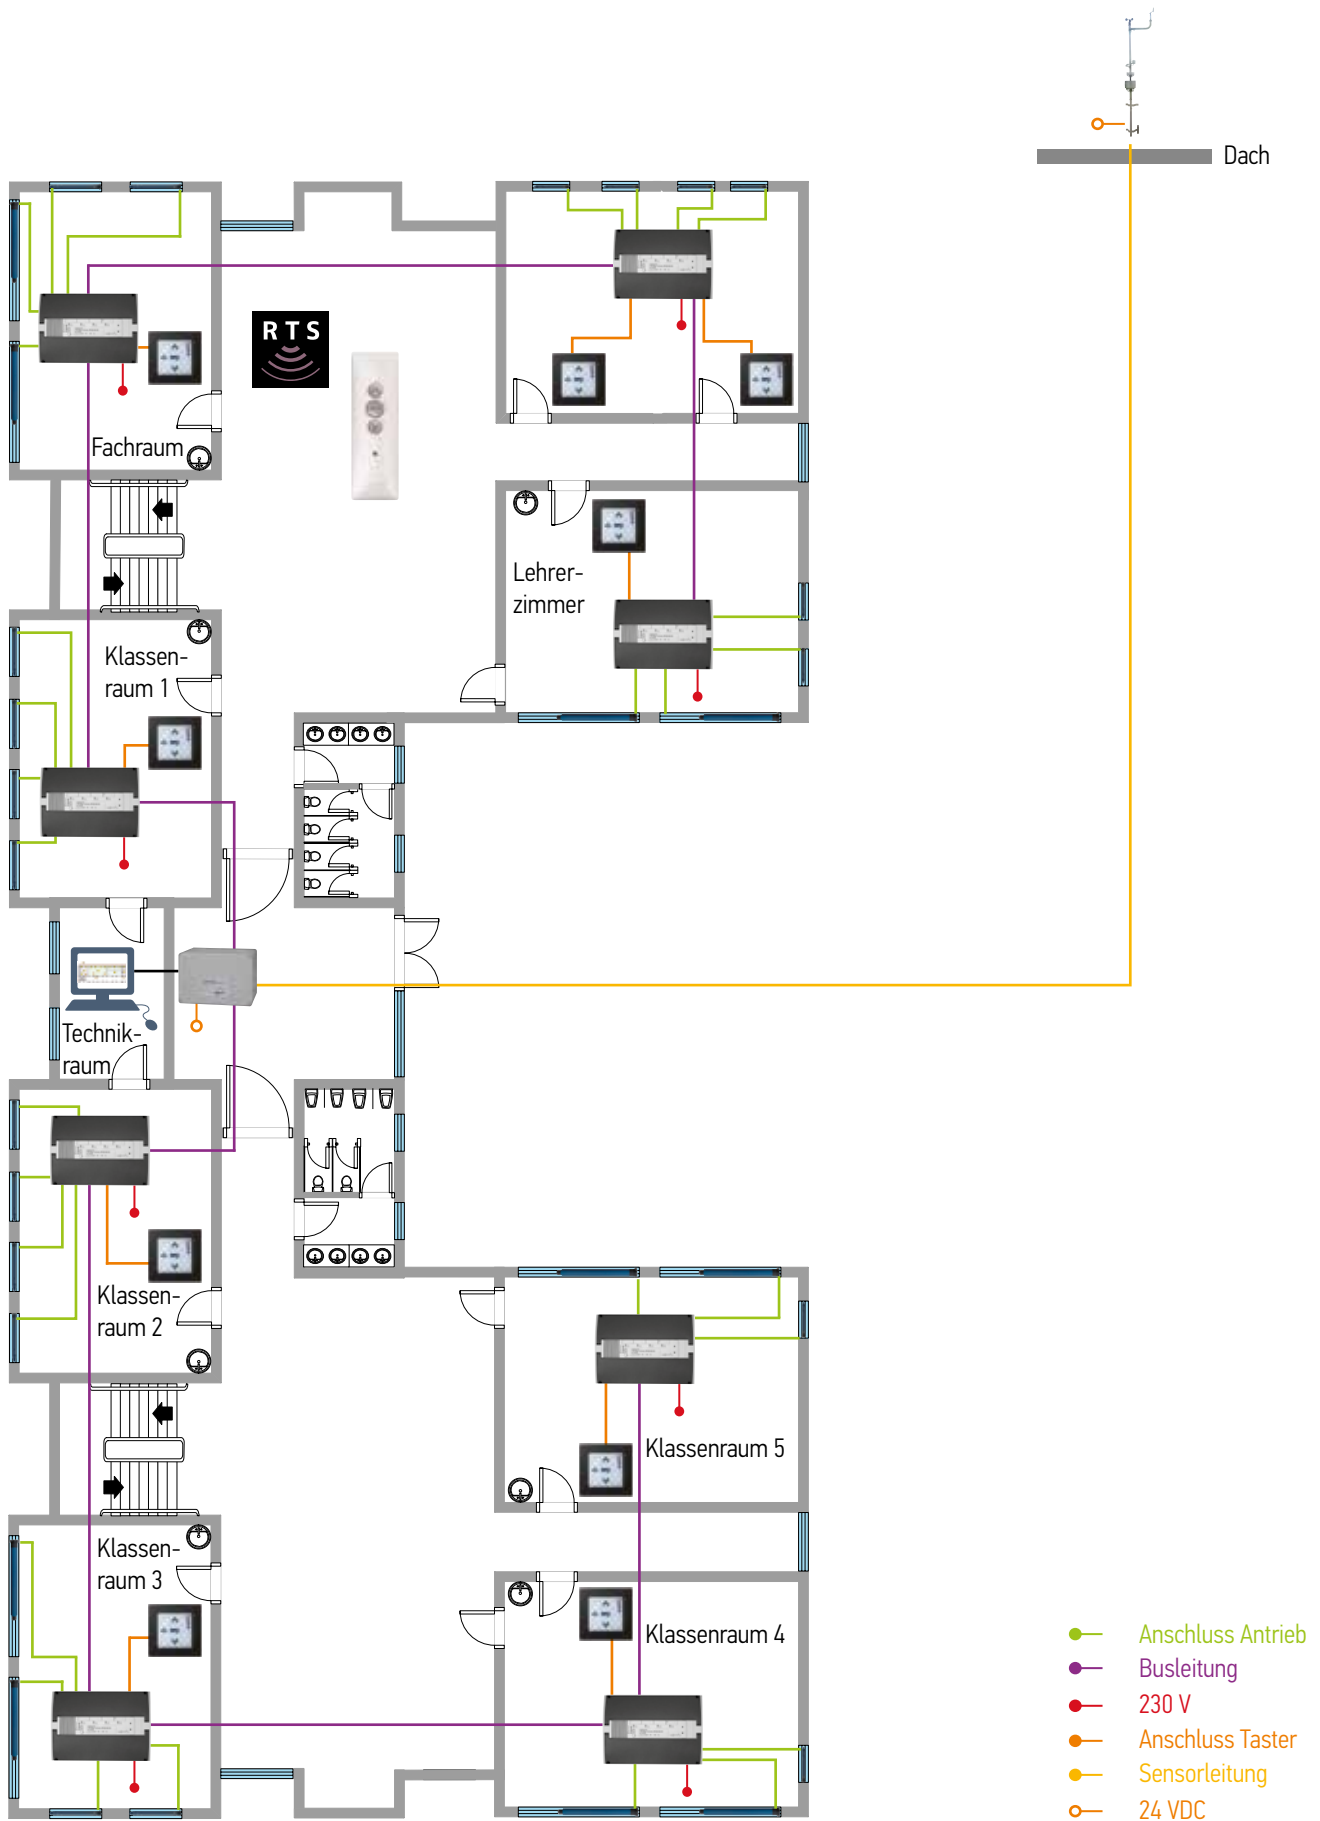 Dach
RTS
Fachraum
Lehrer-
zimmer
Klassen-
raum 1
Technik-
raum
Klassen-
raum 2
Klassenraum 5
Klassen-
raum 3
Klassenraum 4
Anschluss Antrieb
Busleitung
230 V
Anschluss Taster
Sensorleitung
24 VDC